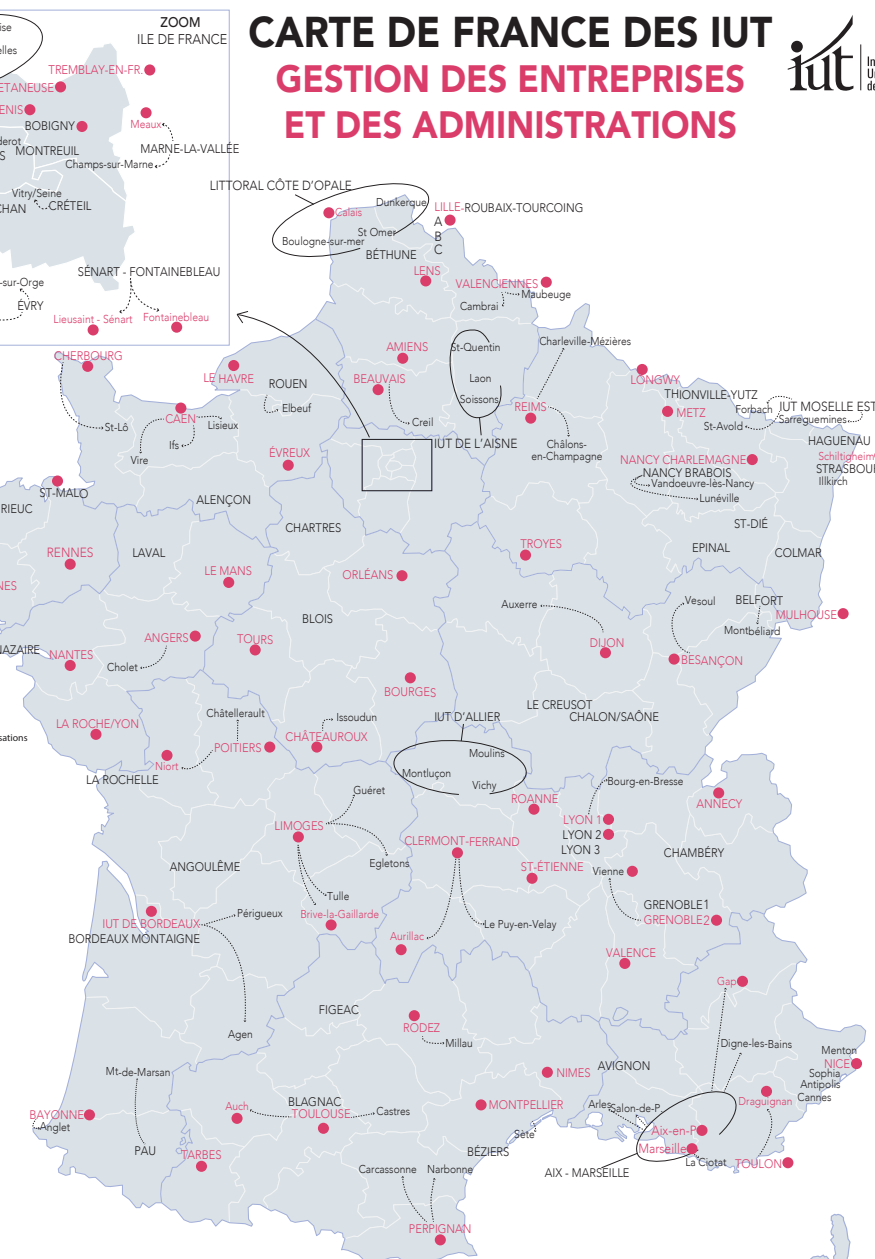 CARTE DE FRANCE DES IUT
GESTION DES ENTREPRISES
ET DES ADMINISTRATIONS
iut
ZOOM
ILE DE FRANCE
TREMBLAY-EN-FR.
BOBIGNY
Meaux
MONTREUIL
MARNE-LA-VALLÉE
Champs-sur-Marne
Vitry/Seine
CRÉTEIL
SÉNART - FONTAINEBLEAU
-sur-Orge
ÉVRY
Lieusaint - Sénart
Fontainebleau
LITTORAL CÔTE D'OPALE
Dunkerque
Calais
St Omer
Boulogne-sur-mer
LILLE-ROUBAIX-TOURCOING
A
B
C
BÉTHUNE
LENS
VALENCIENNES
Maubeuge
Cambrai
CHERBOURG
LE HAVRE
ROUEN
Elbeuf
AMIENS
BEAUVAIS
Creil
St-Quentin
Laon
Soissons
IUT DE L'AISNE
Charleville-Mézières
REIMS
Châlons-
en-Champagne
LONGWY
THIONVILLE-YUTZ
METZ
Forbach
IUT MOSELLE EST
Sarreguemines
St-Avold
HAGUENAU
Schiltigheim
STRASBOU
Illkirch
NANCY CHARLEMAGNE
NANCY BRABOIS
Vandoeuvre-lès-Nancy
Lunéville
CAEN
Lisieux
Ifs
St-Lô
Vire
ÉVREUX
ST-MALO
RIEUC
ALENÇON
CHARTRES
ST-DIÉ
EPINAL
COLMAR
RENNES
LAVAL
LE MANS
ORLÉANS
TROYES
NES
BLOIS
Auxerre
Vesoul
BELFORT
Montbéliard
MULHOUSE
NAZAIRE
NANTES
ANGERS
Cholet
TOURS
DIJON
BESANÇON
BOURGES
LE CREUSOT
CHALON/SAÔNE
sations
LA ROCHE/YON
Châtellerault
Issoudun
IUT D'ALLIER
POITIERS
CHÂTEAUROUX
Niort
LA ROCHELLE
Moulins
Montluçon
Vichy
Guéret
Bourg-en-Bresse
ROANNE
ANNECY
LIMOGES
LYON 1
LYON 2
LYON 3
CLERMONT-FERRAND
CHAMBÉRY
ANGOULÊME
Egletons
ST-ÉTIENNE
Vienne
Tulle
Brive-la-Gaillarde
GRENOBLE1
GRENOBLE2
IUT DE BORDEAUX
Périgueux
BORDEAUX MONTAIGNE
Aurillac
Le Puy-en-Velay
VALENCE
Gap
FIGEAC
RODEZ
Millau
Agen
Digne-les-Bains
Menton
NICE
Sophia
Antipolis
Cannes
Mt-de-Marsan
NIMES
AVIGNON
BAYONNE
Anglet
Auch
BLAGNAC
TOULOUSE
Castres
MONTPELLIER
Arles
Salon-de-P
Draguignan
Aix-en-P
Marseille
PAU
TARBES
Sète
BÉZIERS
La Ciotat
TOULON
AIX - MARSEILLE
Carcassonne
Narbonne
PERPIGNAN